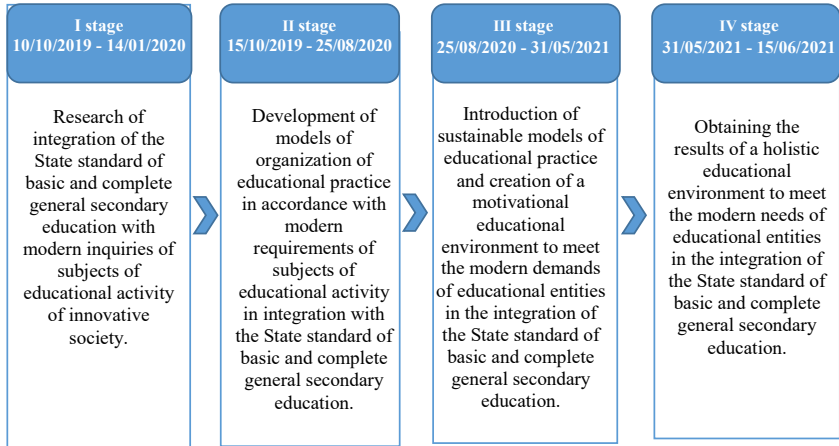 I stage
10/10/2019 - 14/01/2020
Research of
integration of the
State standard of
basic and complete
general secondary
education with
modern inquiries of
subjects of
educational activity
of innovative
society.
II stage
15/10/2019 - 25/08/2020
Development of
models of
organization of
educational practice
in accordance with
modern
requirements of
subjects of
educational activity
in integration with
the State standard of
basic and complete
general secondary
education.
III stage
25/08/2020 - 31/05/2021
Introduction of
sustainable models of
educational practice
and creation of a
motivational
educational
environment to meet
the modern demands
of educational entities
in the integration of
the State standard of
basic and complete
general secondary
education.
IV stage
31/05/2021 - 15/06/2021
Obtaining the
results of a holistic
educational
environment to meet
the modern needs of
educational entities
in the integration of
the State standard of
basic and complete
general secondary
education.